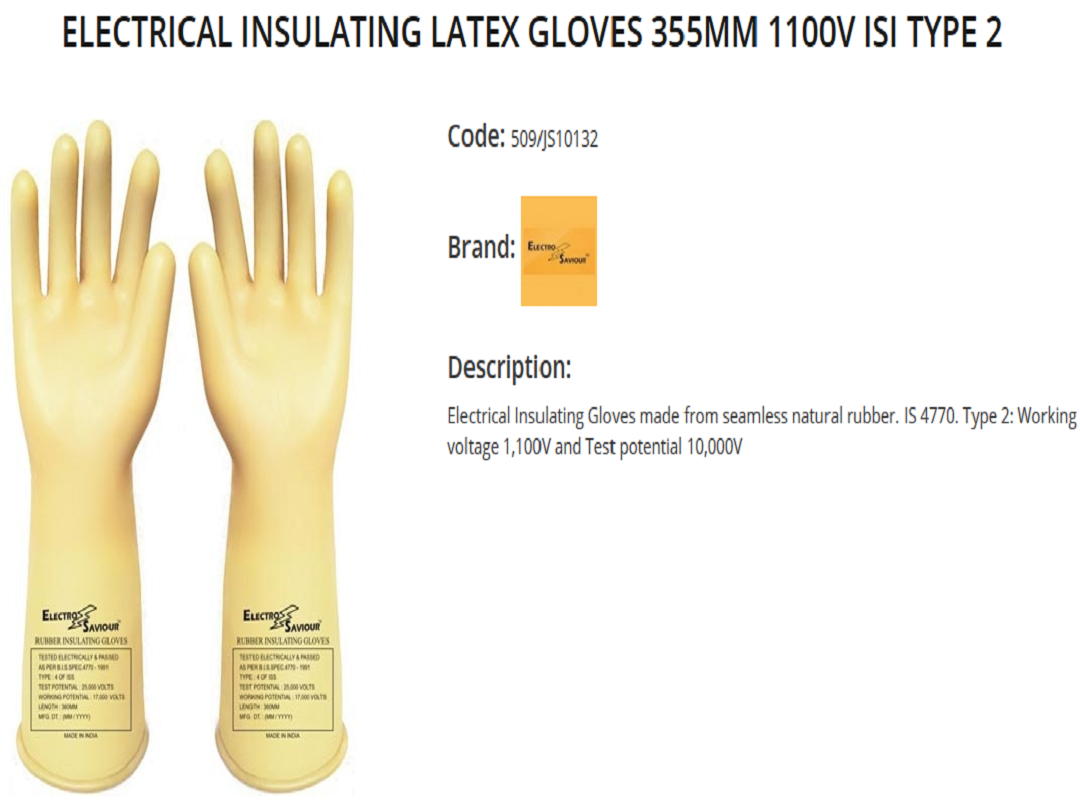 ELECTRICAL INSULATING LATEX GLOVES 355MM 1100V ISI TYPE 2
Code: 509/JS10132
Brand:
ELECTRO
SAVIOUR
Description:
Electrical Insulating Gloves made from seamless natural rubber. IS 4770. Type 2: Working
voltage 1,100V and Test potential 10,000V
ELECTRO
SAVIOUR
RUBBER INSULATING GLOVES
TESTED ELECTRICALLY & PASSED
AS PER B.I.S.SPEC.4770 - 1991
TYPE : 4 OF ISS
TEST POTENTIAL : 25,000 VOLTS
WORKING POTENTIAL : 17,000 VOLTS
LENGTH : 360MM
MFG. DT. : (MM / YYYY)
MADE IN INDIA
ELECTRO
SAVIOUR
RUBBER INSULATING GLOVES
TESTED ELECTRICALLY & PASSED
AS PER B.I.S.SPEC.4770 - 1991
TYPE : 4 OF ISS
TEST POTENTIAL : 25,000 VOLTS
WORKING POTENTIAL : 17,000 VOLTS
LENGTH : 360MM
MFG. DT. : (MM / YYYY)
MADE IN INDIA